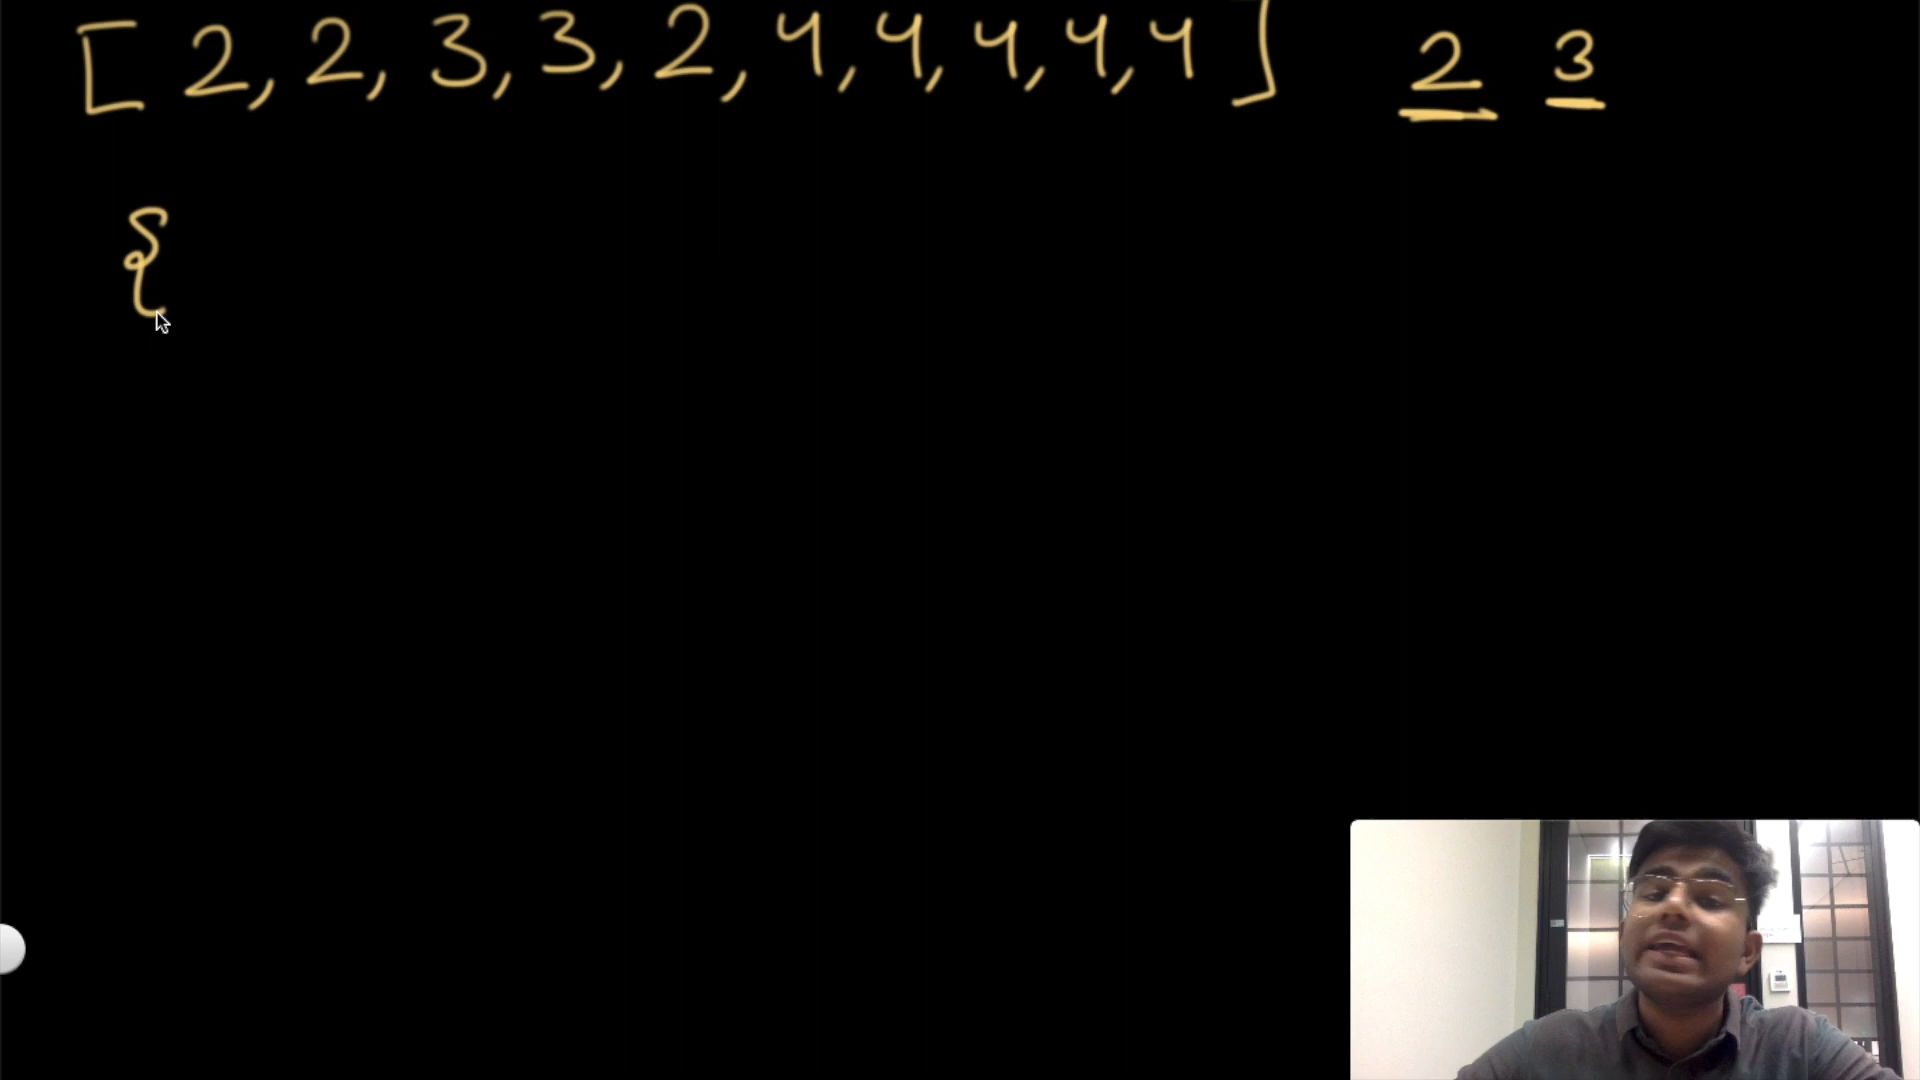 [ 2, 2, 3, 3, 2, 4, 4, 4, 4, 4 ] 2 3
{